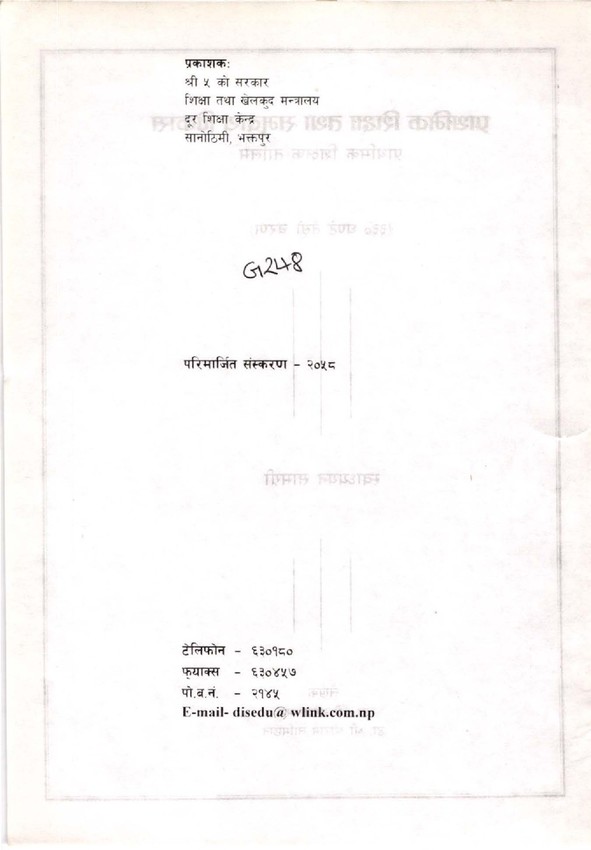 प्रकाशक:
श्री ५ को सरकार
शिक्षा तथा खेलकुद मन्त्रालय
दूर शिक्षा केन्द्र
सानोठिमी, भक्तपुर
G248
परिमार्जित संस्करण - २०५८
टेलिफोन - ६३०१८०
फ्याक्स - ६३०४५७
पो.ब.नं. - २१४५
E-mail- disedu@ wlink.com.np